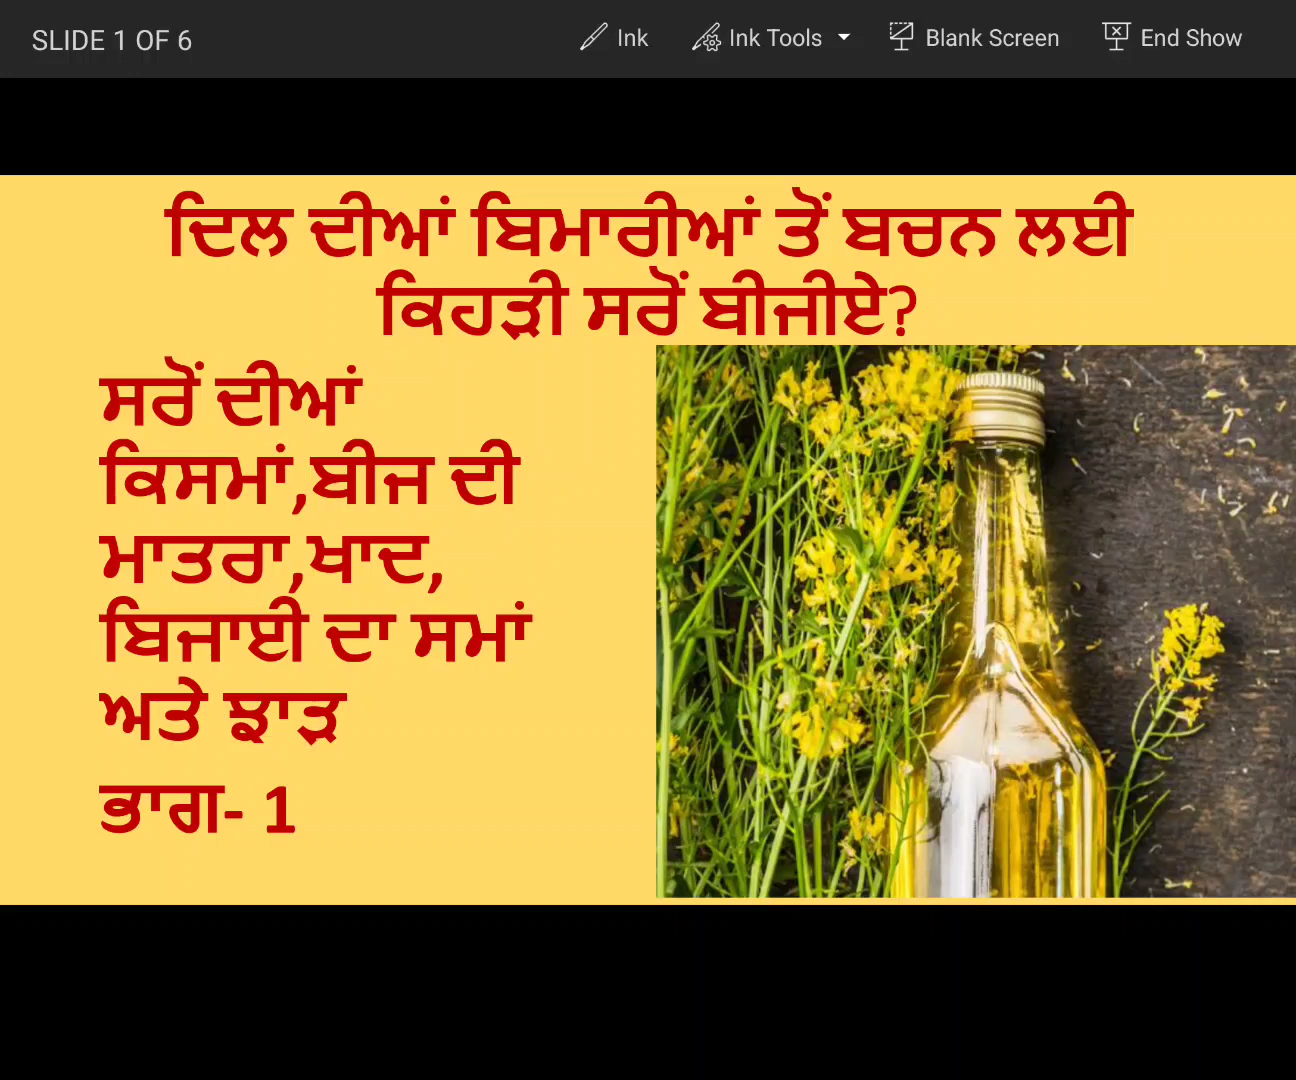 SLIDE 1 OF 6
Ink
Ink Tools
Blank Screen
End Show
ਦਿਲ ਦੀਆਂ ਬਿਮਾਰੀਆਂ ਤੋਂ ਬਚਨ ਲਈ
ਕਿਹੜੀ ਸਰੋਂ ਬੀਜੀਏ?
ਸਰੋਂ ਦੀਆਂ
ਕਿਸਮਾਂ,ਬੀਜ ਦੀ
ਮਾਤਰਾ,ਖਾਦ,
ਬਿਜਾਈ ਦਾ ਸਮਾਂ
ਅਤੇ ਝਾੜ
ਭਾਗ- 1